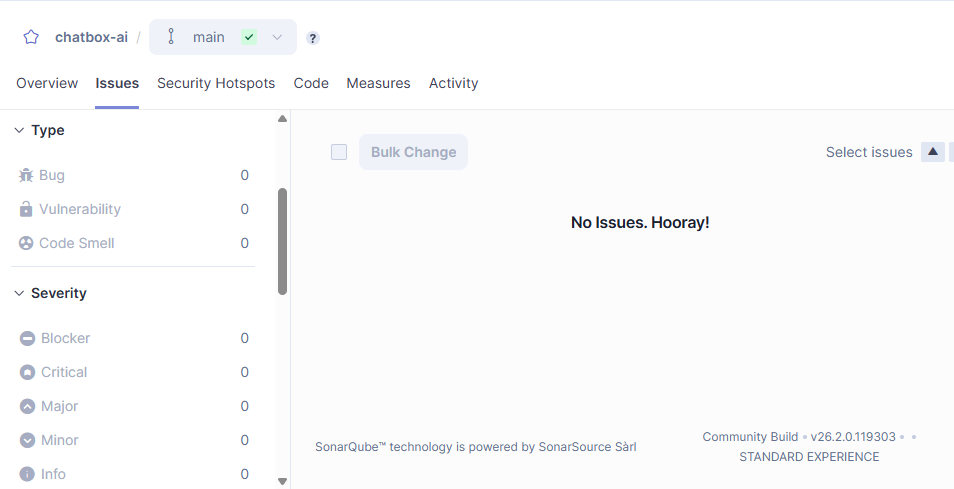 chatbox-ai / main ?
Overview Issues Security Hotspots Code Measures Activity
Type
Bug 0
Vulnerability 0
Code Smell 0
Severity
Blocker 0
Critical 0
Major 0
Minor 0
Info 0
Bulk Change Select issues
No Issues. Hooray!
SonarQube™ technology is powered by SonarSource Sàrl
Community Build • v26.2.0.119303 • •
STANDARD EXPERIENCE